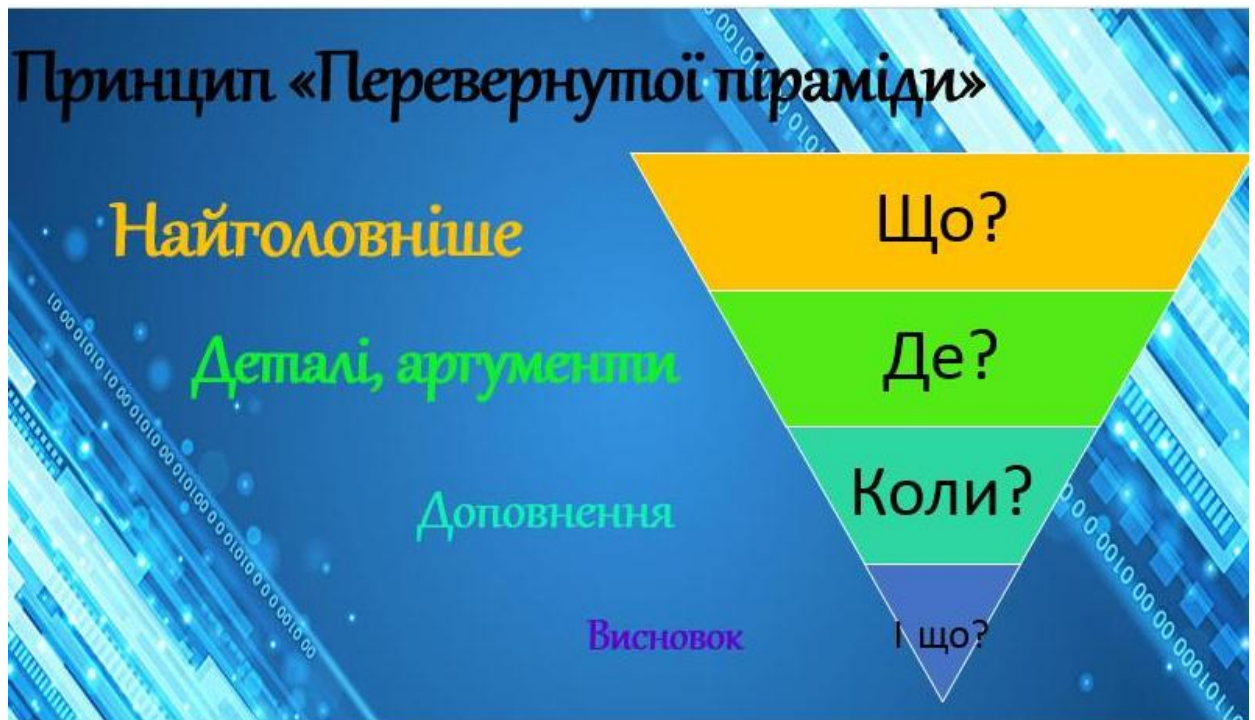 Принцип «Перевернутої піраміди»
Найголовніше
Що?
Деталі, аргументи
Де?
Доповнення
Коли?
Висновок
І що?